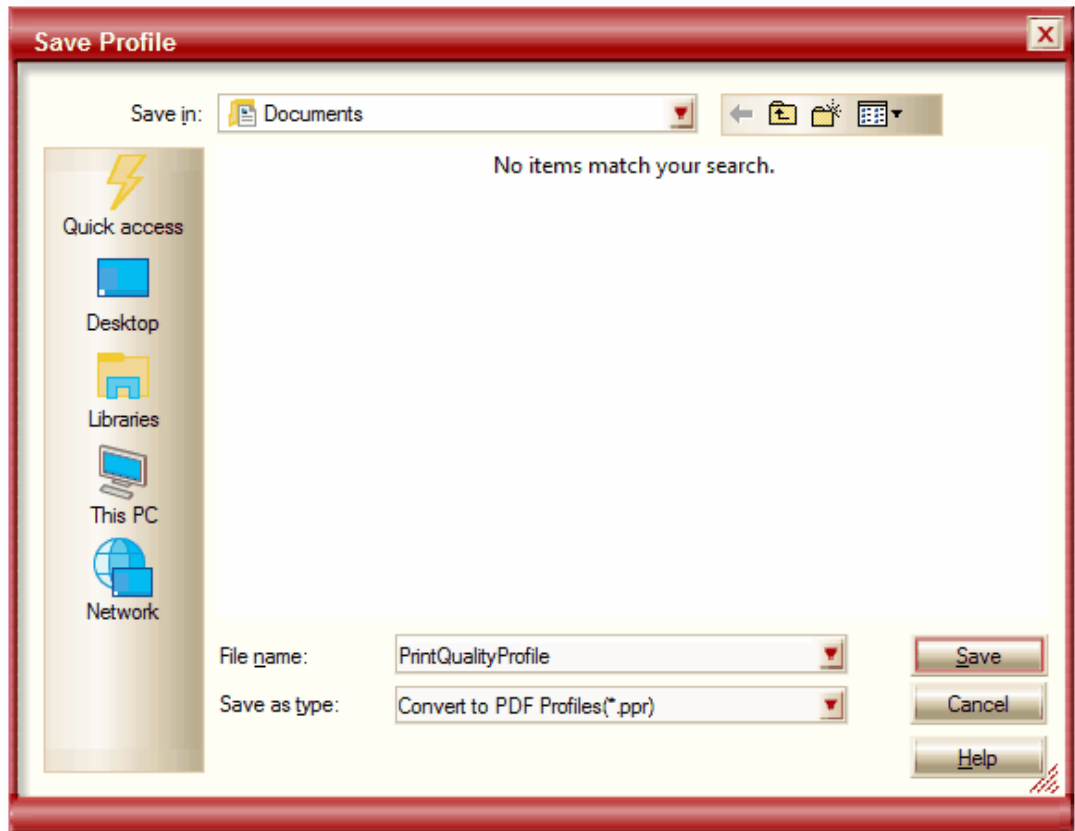 Save Profile
Save in: Documents
No items match your search.
Quick access
Desktop
Libraries
This PC
Network
File name: PrintQualityProfile
Save as type: Convert to PDF Profiles(*.ppr)
Save
Cancel
Help